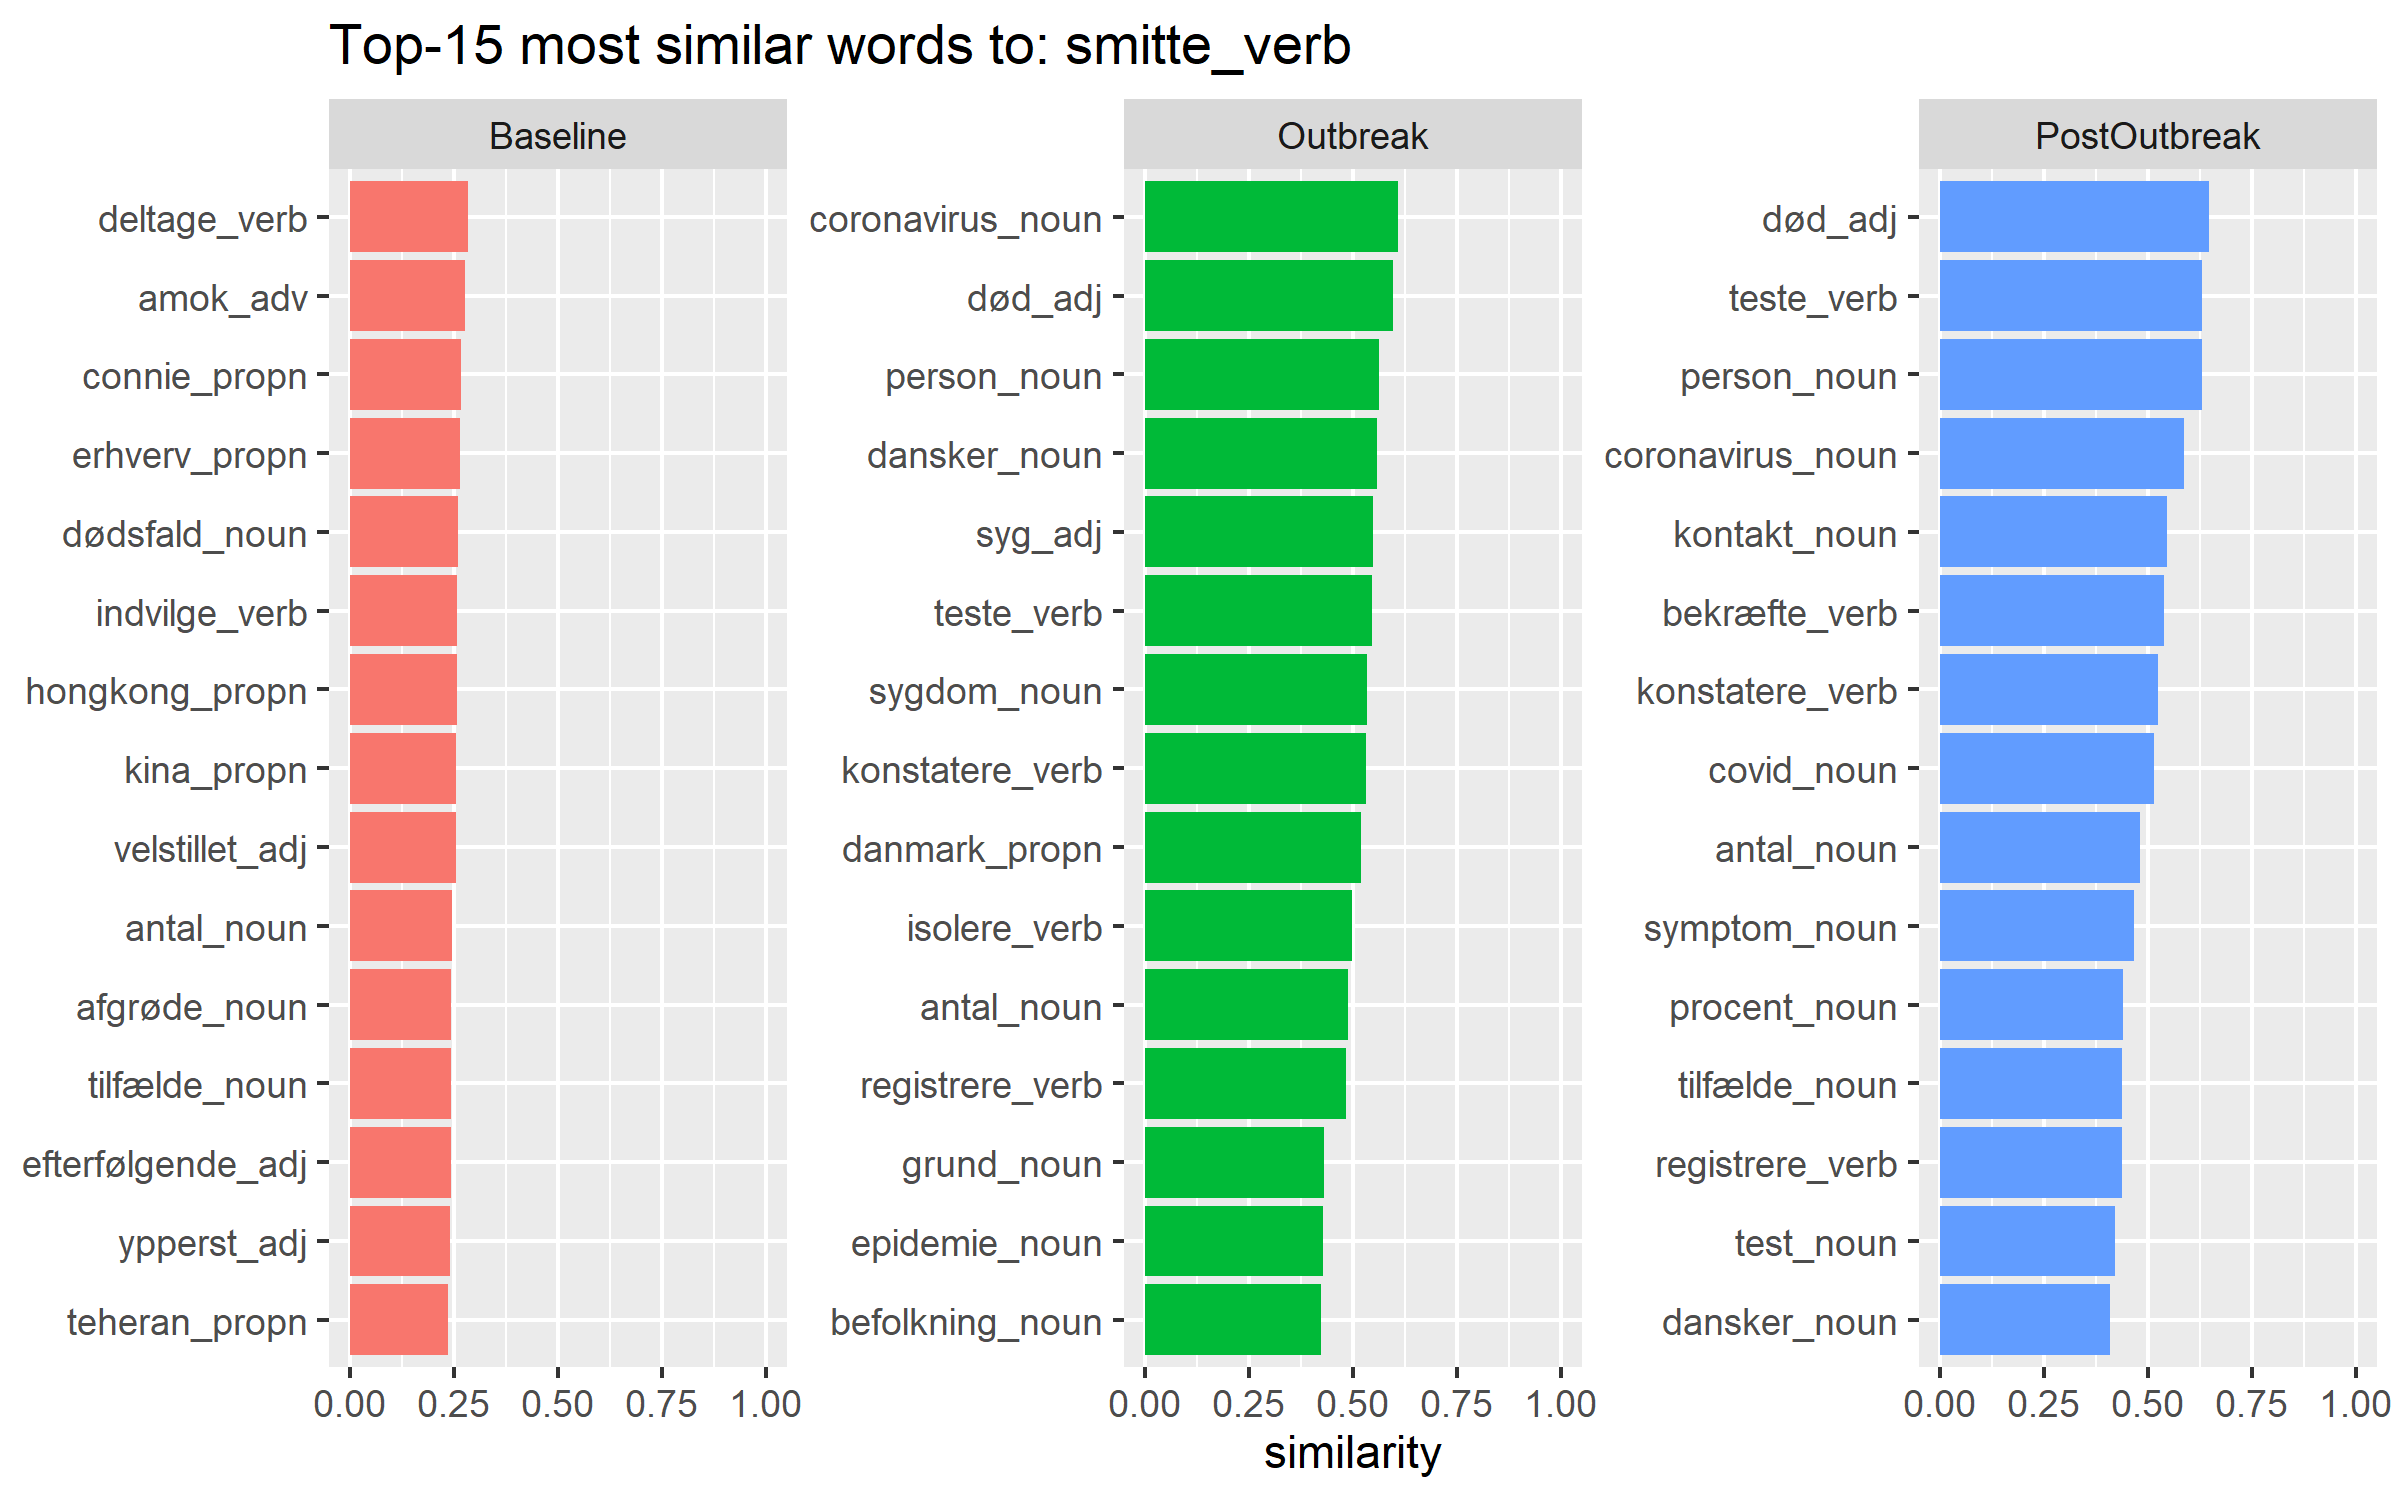 Top-15 most similar words to: smitte_verb
Baseline
deltage_verb
amok_adv
connie_propn
erhverv_propn
dødsfald_noun
indvilge_verb
hongkong_propn
kina_propn
velstillet_adj
antal_noun
afgrøde_noun
tilfælde_noun
efterfølgende_adj
ypperst_adj
teheran_propn
0.00 0.25 0.50 0.75 1.00
Outbreak
coronavirus_noun
død_adj
person_noun
dansker_noun
syg_adj
teste_verb
sygdom_noun
konstatere_verb
danmark_propn
isolere_verb
antal_noun
registrere_verb
grund_noun
epidemie_noun
befolkning_noun
0.00 0.25 0.50 0.75 1.00
PostOutbreak
død_adj
teste_verb
person_noun
coronavirus_noun
kontakt_noun
bekræfte_verb
konstatere_verb
covid_noun
antal_noun
symptom_noun
procent_noun
tilfælde_noun
registrere_verb
test_noun
dansker_noun
0.00 0.25 0.50 0.75 1.00
similarity